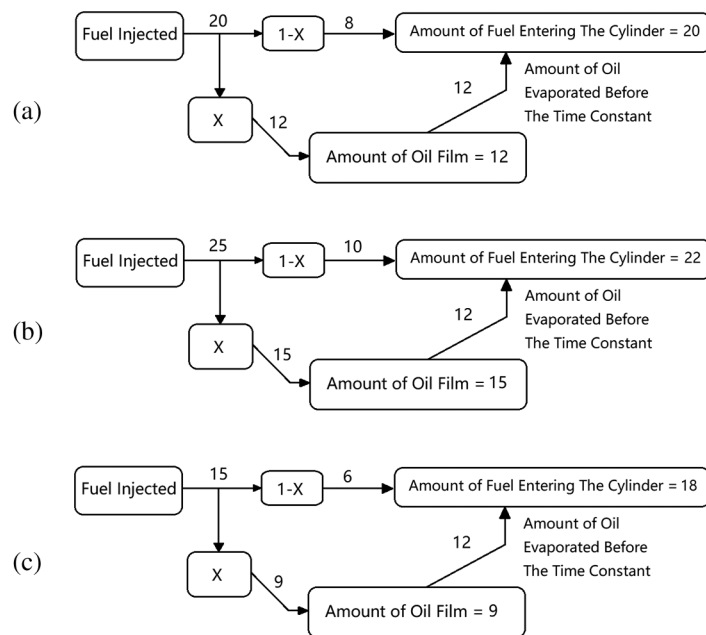 (a)
Fuel Injected
20
1-X
8
Amount of Fuel Entering The Cylinder = 20
X
12
Amount of Oil Film = 12
12
Amount of Oil
Evaporated Before
The Time Constant
(b)
Fuel Injected
25
1-X
10
Amount of Fuel Entering The Cylinder = 22
X
15
Amount of Oil Film = 15
12
Amount of Oil
Evaporated Before
The Time Constant
(c)
Fuel Injected
15
1-X
6
Amount of Fuel Entering The Cylinder = 18
X
9
Amount of Oil Film = 9
12
Amount of Oil
Evaporated Before
The Time Constant